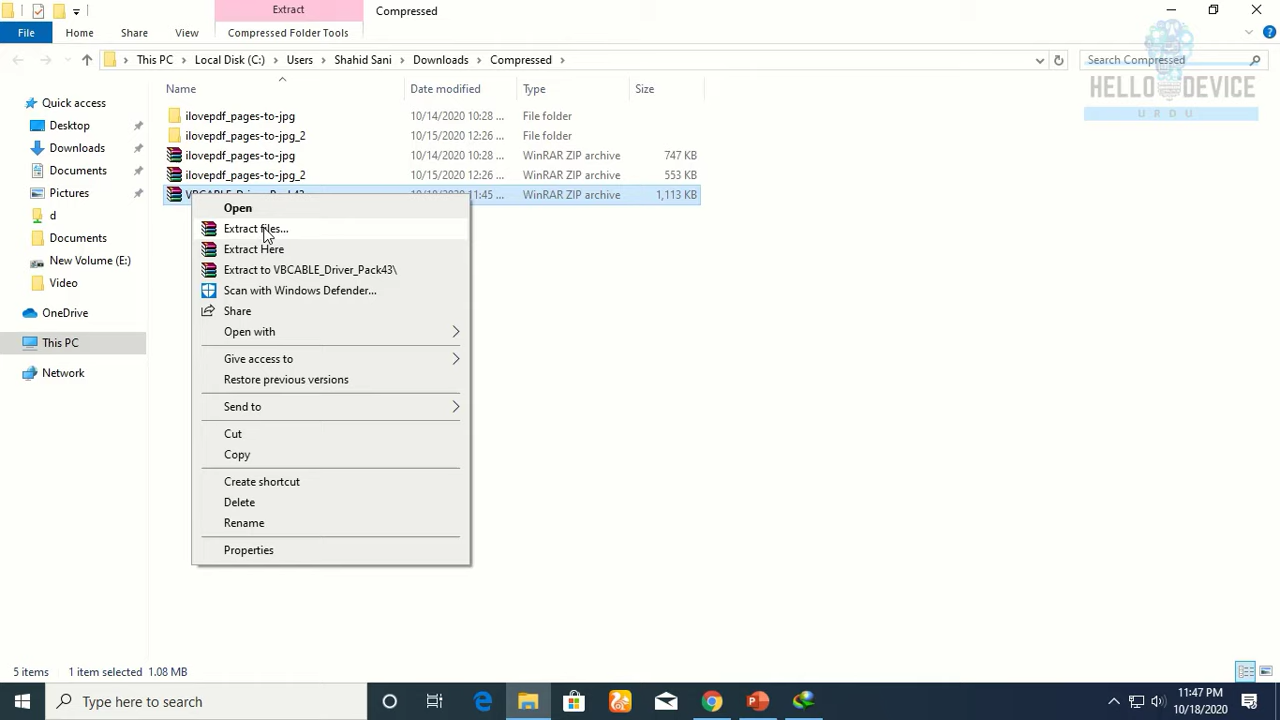 Extract
Compressed
File
Home
Share
View
Compressed Folder Tools
This PC
Local Disk (C:)
Users
Shahid Sani
Downloads
Compressed
Search Compressed
HELLO DEVICE
URDU
Name
Date modified
Type
Size
Quick access
Desktop
Downloads
Documents
Pictures
d
Documents
New Volume (E:)
Video
OneDrive
This PC
Network
ilovepdf_pages-to-jpg 10/14/2020 10:28 ... File folder
ilovepdf_pages-to-jpg_2 10/15/2020 12:26 ... File folder
ilovepdf_pages-to-jpg 10/14/2020 10:28 ... WinRAR ZIP archive 747 KB
ilovepdf_pages-to-jpg_2 10/15/2020 12:26 ... WinRAR ZIP archive 553 KB
VBCABLE_Driver_Pack43 10/18/2020 11:45 ... WinRAR ZIP archive 1,113 KB
Open
Extract files...
Extract Here
Extract to VBCABLE_Driver_Pack43\
Scan with Windows Defender...
Share
Open with
Give access to
Restore previous versions
Send to
Cut
Copy
Create shortcut
Delete
Rename
Properties
5 items
1 item selected 1.08 MB
Type here to search
11:47 PM
10/18/2020